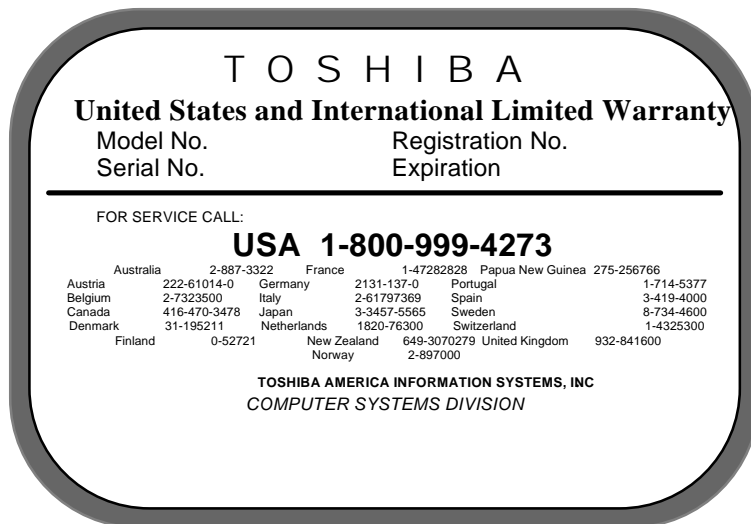 TOSHIBA
United States and International Limited Warranty
Model No. Registration No.
Serial No. Expiration
FOR SERVICE CALL:
USA 1-800-999-4273
Australia 2-887-3322 France 1-47282828 Papua New Guinea 275-256766
Austria 222-61014-0 Germany 2131-137-0 Portugal 1-714-5377
Belgium 2-7323500 Italy 2-61797369 Spain 3-419-4000
Canada 416-470-3478 Japan 3-3457-5565 Sweden 8-734-4600
Denmark 31-195211 Netherlands 1820-76300 Switzerland 1-4325300
Finland 0-52721 New Zealand 649-3070279 United Kingdom 932-841600
Norway 2-897000
TOSHIBA AMERICA INFORMATION SYSTEMS, INC
COMPUTER SYSTEMS DIVISION